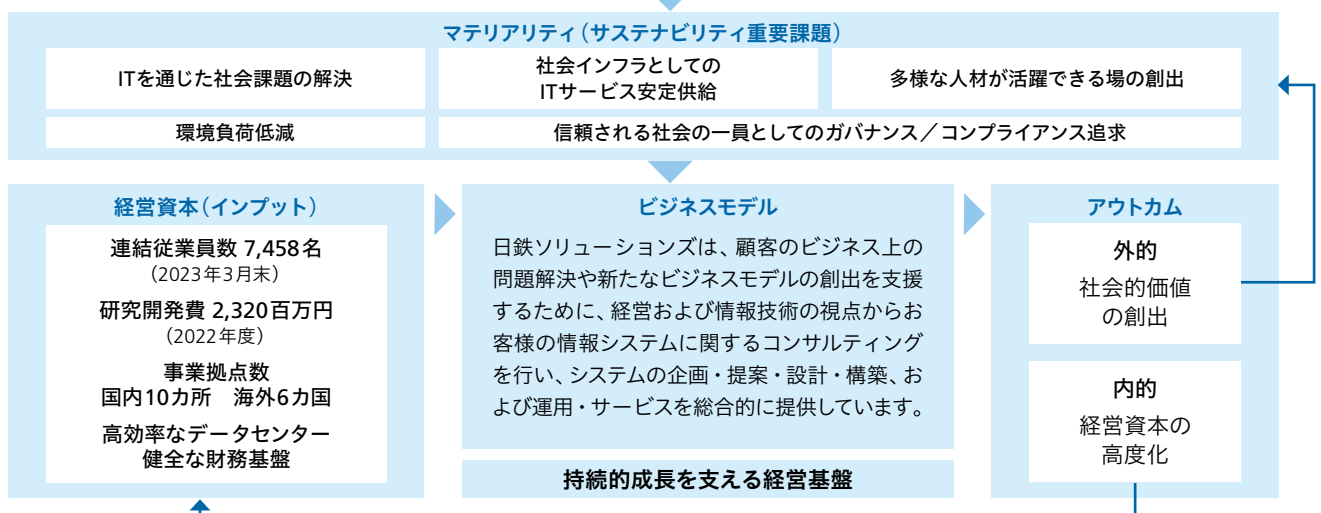 マテリアリティ（サステナビリティ重要課題）
ITを通じた社会課題の解決
社会インフラとしての
ITサービス安定供給
多様な人材が活躍できる場の創出
環境負荷低減
信頼される社会の一員としてのガバナンス／コンプライアンス追求
経営資本（インプット）
連結従業員数 7,458名
（2023年3月末）
研究開発費 2,320百万円
（2022年度）
事業拠点数
国内10カ所　海外6カ国
高効率なデータセンター
健全な財務基盤
ビジネスモデル
日鉄ソリューションズは、顧客のビジネス上の
問題解決や新たなビジネスモデルの創出を支援
するために、経営および情報技術の視点からお
客様の情報システムに関するコンサルティング
を行い、システムの企画・提案・設計・構築、お
よび運用・サービスを総合的に提供しています。
持続的成長を支える経営基盤
アウトカム
外的
社会的価値
の創出
内的
経営資本の
高度化